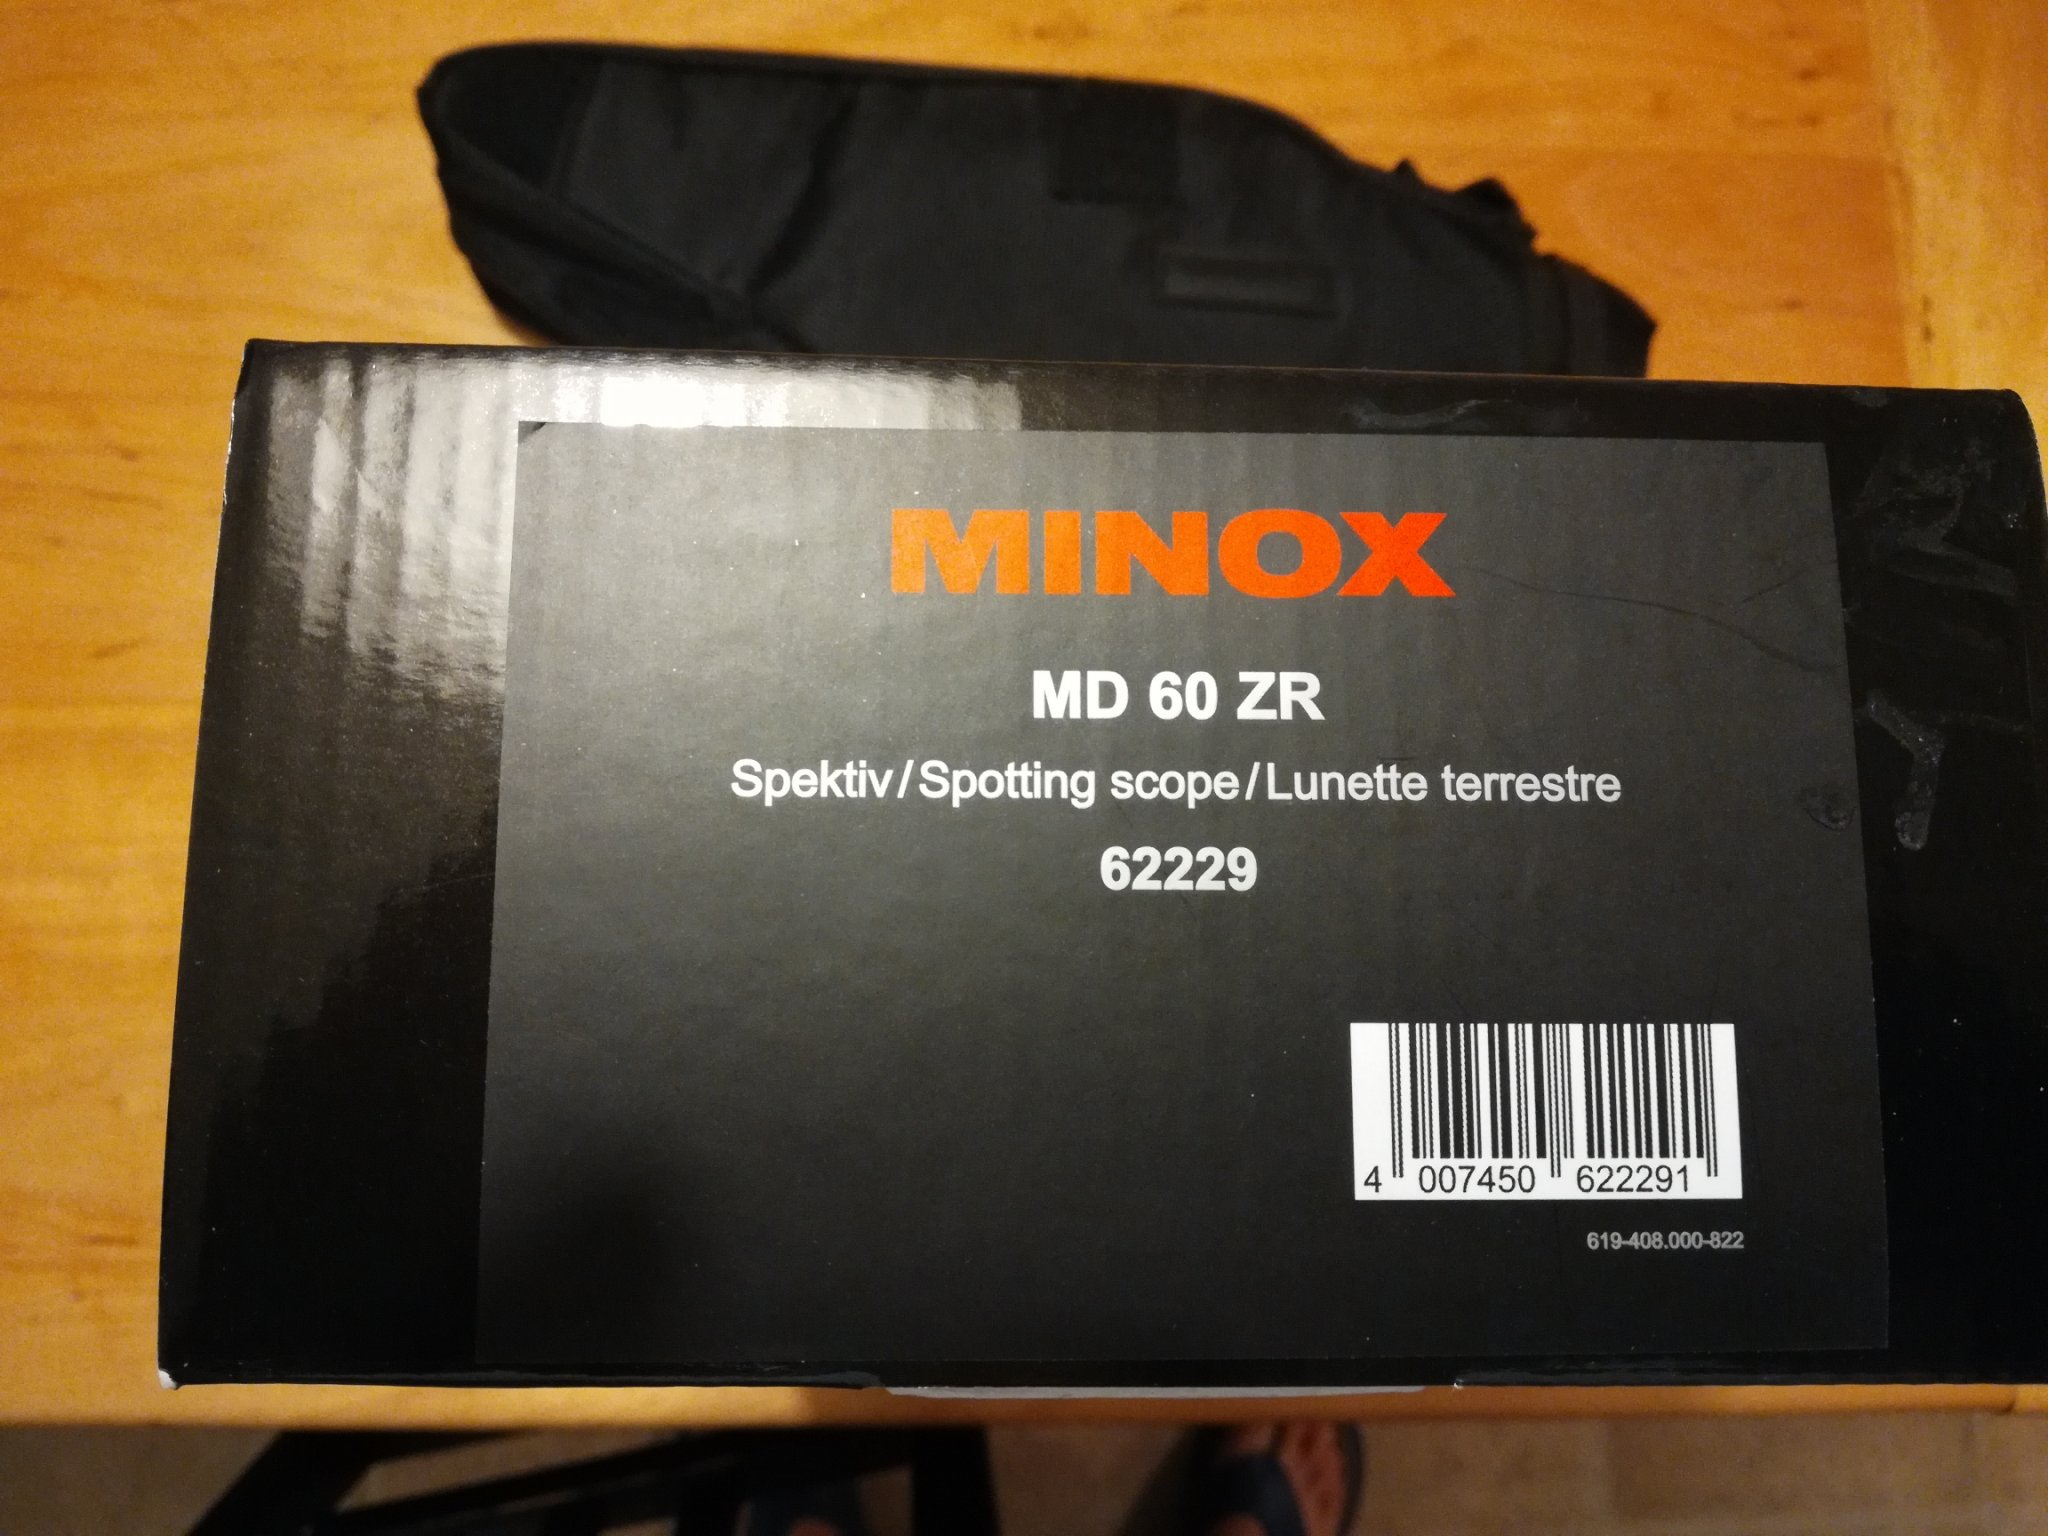 MINOX
MD 60 ZR
Spektiv/Spotting scope/Lunette terrestre
62229
4 007450 622291
619-408.000-822